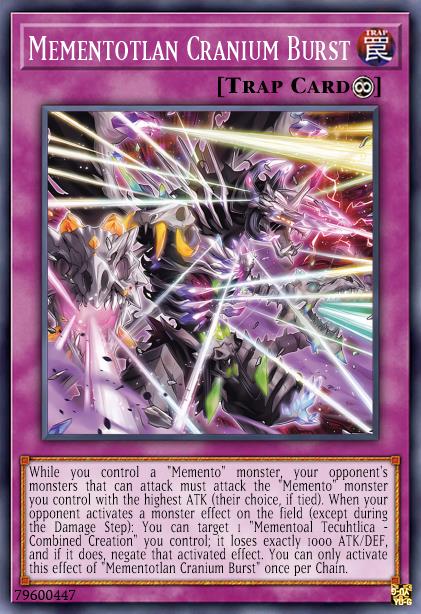 Mementotlan Cranium Burst
TRAP
罠
[Trap Card]
While you control a "Memento" monster, your opponent's
monsters that can attack must attack the "Memento" monster
you control with the highest ATK (their choice, if tied). When your
opponent activates a monster effect on the field (except during
the Damage Step): You can target 1 "Mementoal Tecuhtlica -
Combined Creation" you control; it loses exactly 1000 ATK/DEF,
and if it does, negate that activated effect. You can only activate
this effect of "Mementotlan Cranium Burst" once per Chain.
79600447